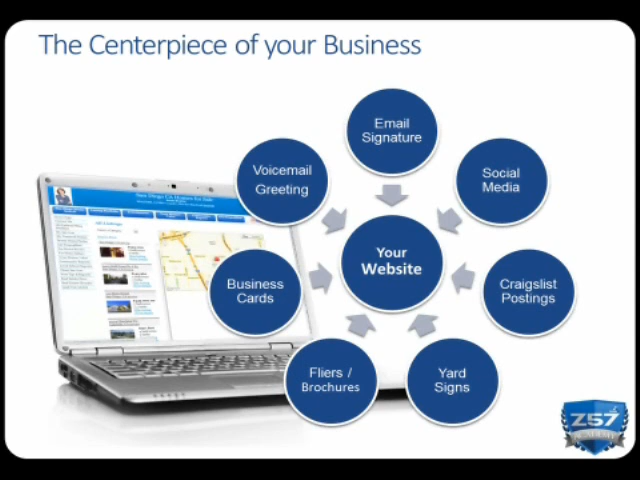 The Centerpiece of your Business
Email
Signature
Voicemail
Greeting
Social
Media
Your
Website
Business
Cards
Craigslist
Postings
Fliers /
Brochures
Yard
Signs
Z57
ACADEMY